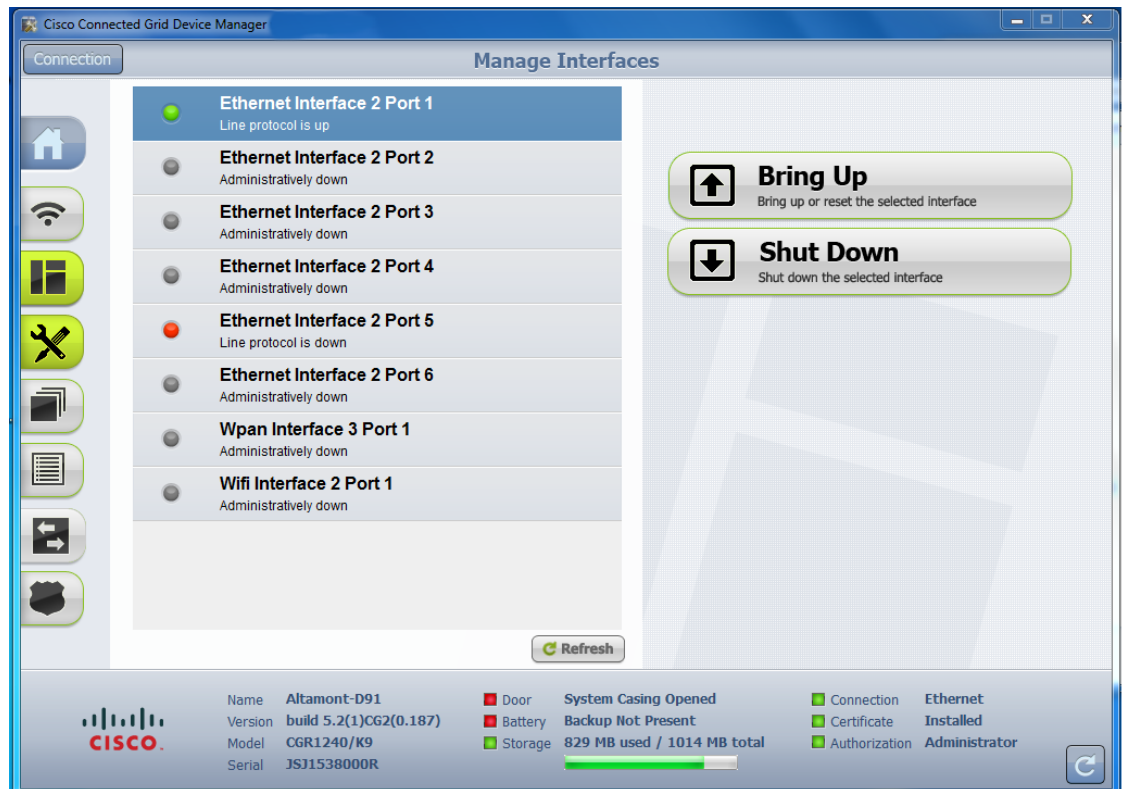 Cisco Connected Grid Device Manager
Connection
Manage Interfaces
Ethernet Interface 2 Port 1
Line protocol is up
Ethernet Interface 2 Port 2
Administratively down
Ethernet Interface 2 Port 3
Administratively down
Ethernet Interface 2 Port 4
Administratively down
Ethernet Interface 2 Port 5
Line protocol is down
Ethernet Interface 2 Port 6
Administratively down
Wpan Interface 3 Port 1
Administratively down
Wifi Interface 2 Port 1
Administratively down
Refresh
Bring Up
Bring up or reset the selected interface
Shut Down
Shut down the selected interface
CISCO.
Name Altamont-D91
Version build 5.2(1)CG2(0.187)
Model CGR1240/K9
Serial JSJ1538000R
Door System Casing Opened
Battery Backup Not Present
Storage 829 MB used / 1014 MB total
Connection Ethernet
Certificate Installed
Authorization Administrator